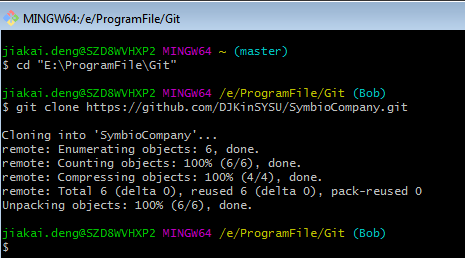 MINGW64:/e/ProgramFile/Git
jiakai.deng@SZD8WVHXP2 MINGW64 ~ (master)
$ cd "E:\ProgramFile\Git"
jiakai.deng@SZD8WVHXP2 MINGW64 /e/ProgramFile/Git (Bob)
$ git clone https://github.com/DJKinSYSU/SymbioCompany.git
Cloning into 'SymbioCompany'...
remote: Enumerating objects: 6, done.
remote: Counting objects: 100% (6/6), done.
remote: Compressing objects: 100% (4/4), done.
remote: Total 6 (delta 0), reused 6 (delta 0), pack-reused 0
Unpacking objects: 100% (6/6), done.
jiakai.deng@SZD8WVHXP2 MINGW64 /e/ProgramFile/Git (Bob)
$